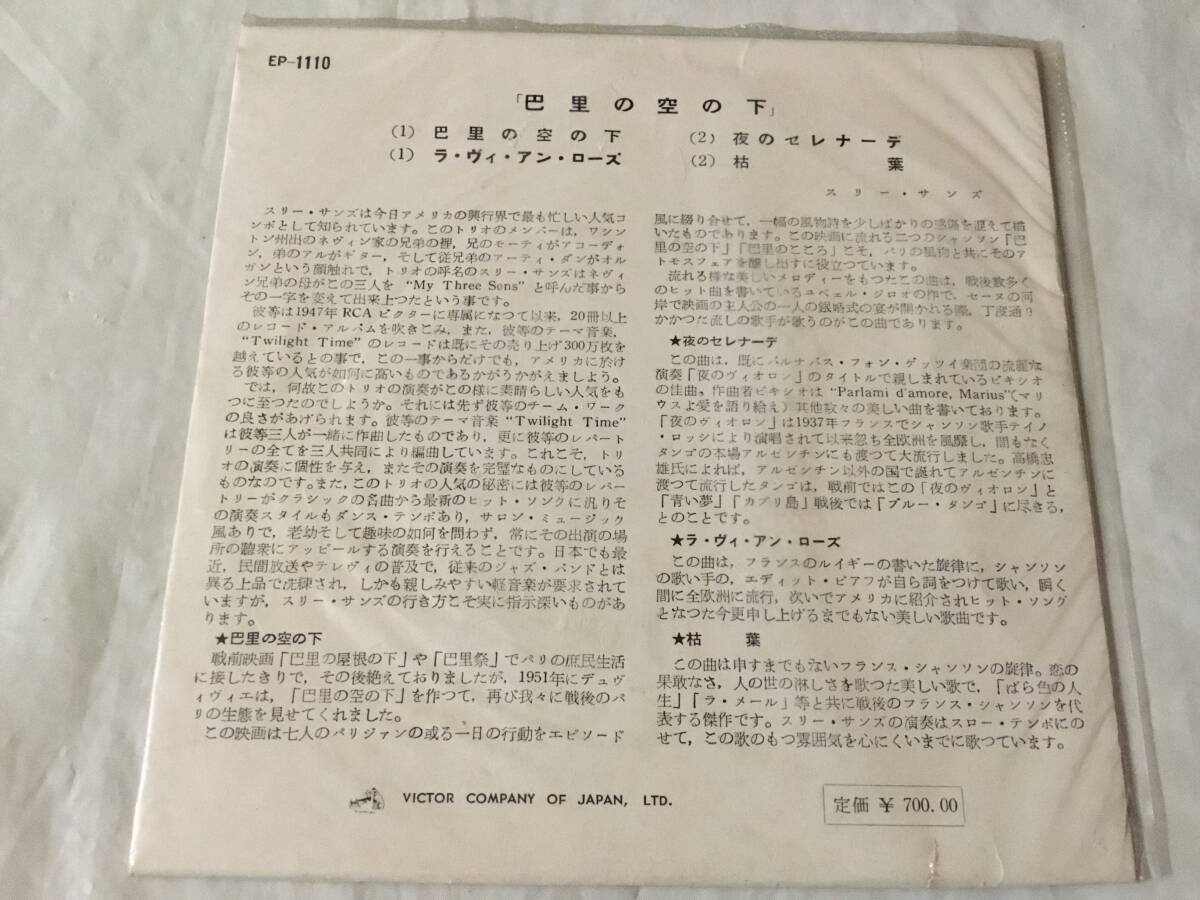 EP-1110
「巴里の空の下」
(1) 巴里の空の下
(1) ラ・ヴィ・アン・ローズ
(2) 夜のセレナーデ
(2) 枯葉
スリー・サンズ
スリー・サンズは今日アメリカの興行界で最も忙しい人気コ
ンボとして知られています。このトリオのメンバーは，ワシン
トン州出のネヴィン家の兄弟の裡，兄のモーティがアコーディ
ン，弟のアルがギター，そして従兄弟のアーティ・ダンがオル
ガンという顔触れで，トリオの呼名のスリー・サンズはネヴィ
ン兄弟の母がこの三人を “My Three Sons” と呼んだ事から
その一字を変えて出来上つたという事です。
彼等は1947年 RCA ビクターに専属になつて以来，20冊以上
のレコード・アルバムを吹きこみ，また，彼等のテーマ音楽，
“Twilight Time” のレコードは既にその売り上げ300万枚を
越えているとの事で，この一事からだけでも，アメリカに於け
る彼等の人気が如何に高いものであるかがうかがえましよう。
では，何故このトリオの演奏がこの様に素晴らしい人気をも
つに至つたのでしようか。それには先ず彼等のチーム・ワーク
の良さがあげられます。彼等のテーマ音楽 “Twilight Time”
は彼等三人が一緒に作曲したものであり，更に彼等のレパート
リーの全てを三人共同により編曲しています。これこそ，トリ
オの演奏に個性を与え，またその演奏を完璧なものにしている
ものなのです。また，このトリオの人気の秘密には彼等のレパー
トリーがクラシックの名曲から最新のヒット・ソングに汎りそ
の演奏スタイルもダンス・テンポあり，サロン・ミュージック
風ありで，老幼そして趣味の如何を問わず，常にその出演の場
所の聽衆にアッピールする演奏を行えることです。日本でも最
近，民間放送やテレヴィの普及で，従来のジャズ・バンドとは
異る上品で洗練され，しかも親しみやすい軽音楽が要求されて
いますが，スリー・サンズの行き方こそ実に指示深いものがあ
ります。
★巴里の空の下
戦前映画「巴里の屋根の下」や「巴里祭」でパリの庶民生活
に接したきりで，その後絶えておりましたが，1951年にデュヴ
ィヴィエは，「巴里の空の下」を作つて，再び我々に戦後のパ
リの生態を見せてくれました。
この映画は七人のパリジァンの或る一日の行動をエピソード
風に綴り合せて，一幅の風物詩を少しばかりの感傷を混えて描
いたものであります。この映画に流れる二つのシャンソン「巴
里の空の下」「巴里のこころ」こそ，パリの風物と共にそのア
トモスフェアを醸し出すに役立つています。
流れる様な美しいメロディーをもつたこの曲は，戦後数多く
のヒット曲を書いているユベェル・ジロオの作で，セーヌの河
岸で映画の主人公の一人の銀婚式の宴が開かれる際，丁度通り
かかつた流しの歌手が歌うのがこの曲であります。
★夜のセレナーデ
この曲は，既にバルナバス・フォン・ゲッツイ楽団の流麗な
演奏「夜のヴィオロン」のタイトルで親しまれているビキシオ
の佳曲，作曲者ビキシオは “Parlami d'amore, Marius”(マリ
ウスよ愛を語り給え）其他数々の美しい曲を書いております。
「夜のヴィオロン」は1937年フランスでシャンソン歌手テイノ
・ロッシにより演唱されて以来忽ち全欧洲を風靡し，間もなく
タンゴの本場アルゼンチンにも渡つて大流行しました。高橋忠
雄氏によれば，アルゼンチン以外の国で誕れてアルゼンチンに
渡つて流行したタンゴは，戦前ではこの「夜のヴィオロン」と
「青い夢」「カプリ島」戦後では「ブルー・タンゴ」に尽きる，
とのことです。
★ラ・ヴィ・アン・ローズ
この曲は，フランスのルイギーの書いた旋律に，シャンソン
の歌い手の，エディット・ピアフが自ら詞をつけて歌い，瞬く
間に全欧洲に流行，次いでアメリカに紹介されヒット・ソング
となつた今更申し上げるまでもない美しい歌曲です。
★枯葉
この曲は申すまでもないフランス・シャンソンの旋律。恋の
果敢なさ，人の世の淋しさを歌つた美しい歌で，「ばら色の人
生」「ラ・メール」等と共に戦後のフランス・シャンソンを代
表する傑作です。スリー・サンズの演奏はスロー・テンポにの
せて，この歌のもつ雰囲気を心にくいまでに歌つています。
VICTOR COMPANY OF JAPAN, LTD.
定価 ¥ 700.00